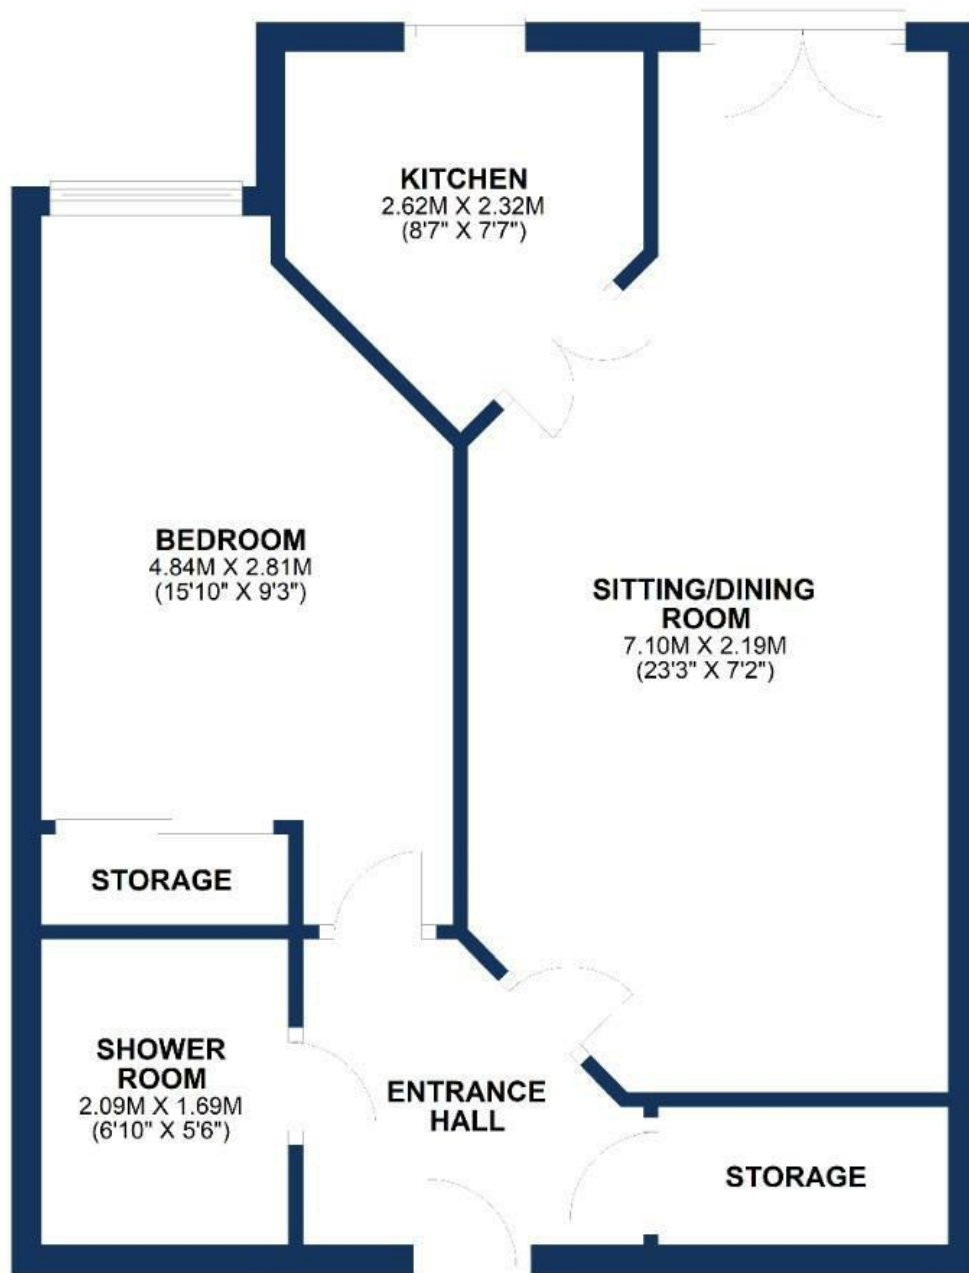 KITCHEN
2.62M X 2.32M
(8'7" X 7'7")
BEDROOM
4.84M X 2.81M
(15'10" X 9'3")
SITTING/DINING
ROOM
7.10M X 2.19M
(23'3" X 7'2")
STORAGE
SHOWER
ROOM
2.09M X 1.69M
(6'10" X 5'6")
ENTRANCE
HALL
STORAGE